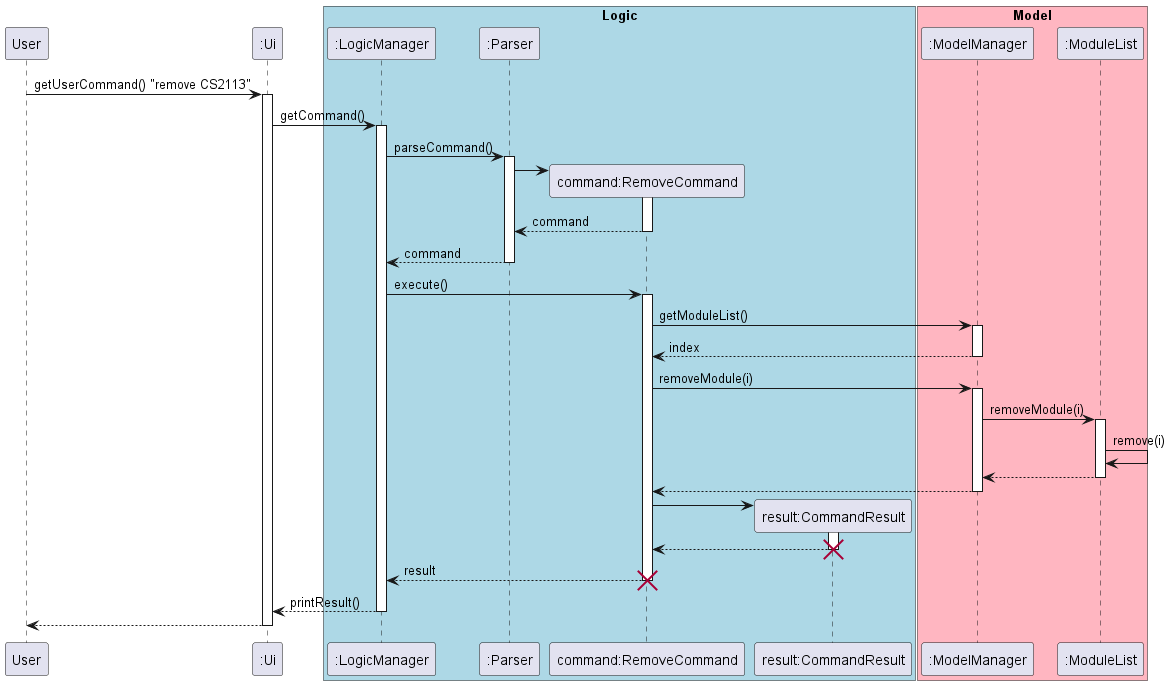 Logic
Model
User
:Ui
:LogicManager
:Parser
:ModelManager
:ModuleList
getUserCommand() "remove CS2113"
getCommand()
parseCommand()
command:RemoveCommand
command
command
execute()
getModuleList()
index
removeModule(i)
removeModule(i)
remove(i)
result:CommandResult
result
printResult()
User
:Ui
:LogicManager
:Parser
command:RemoveCommand
result:CommandResult
:ModelManager
:ModuleList